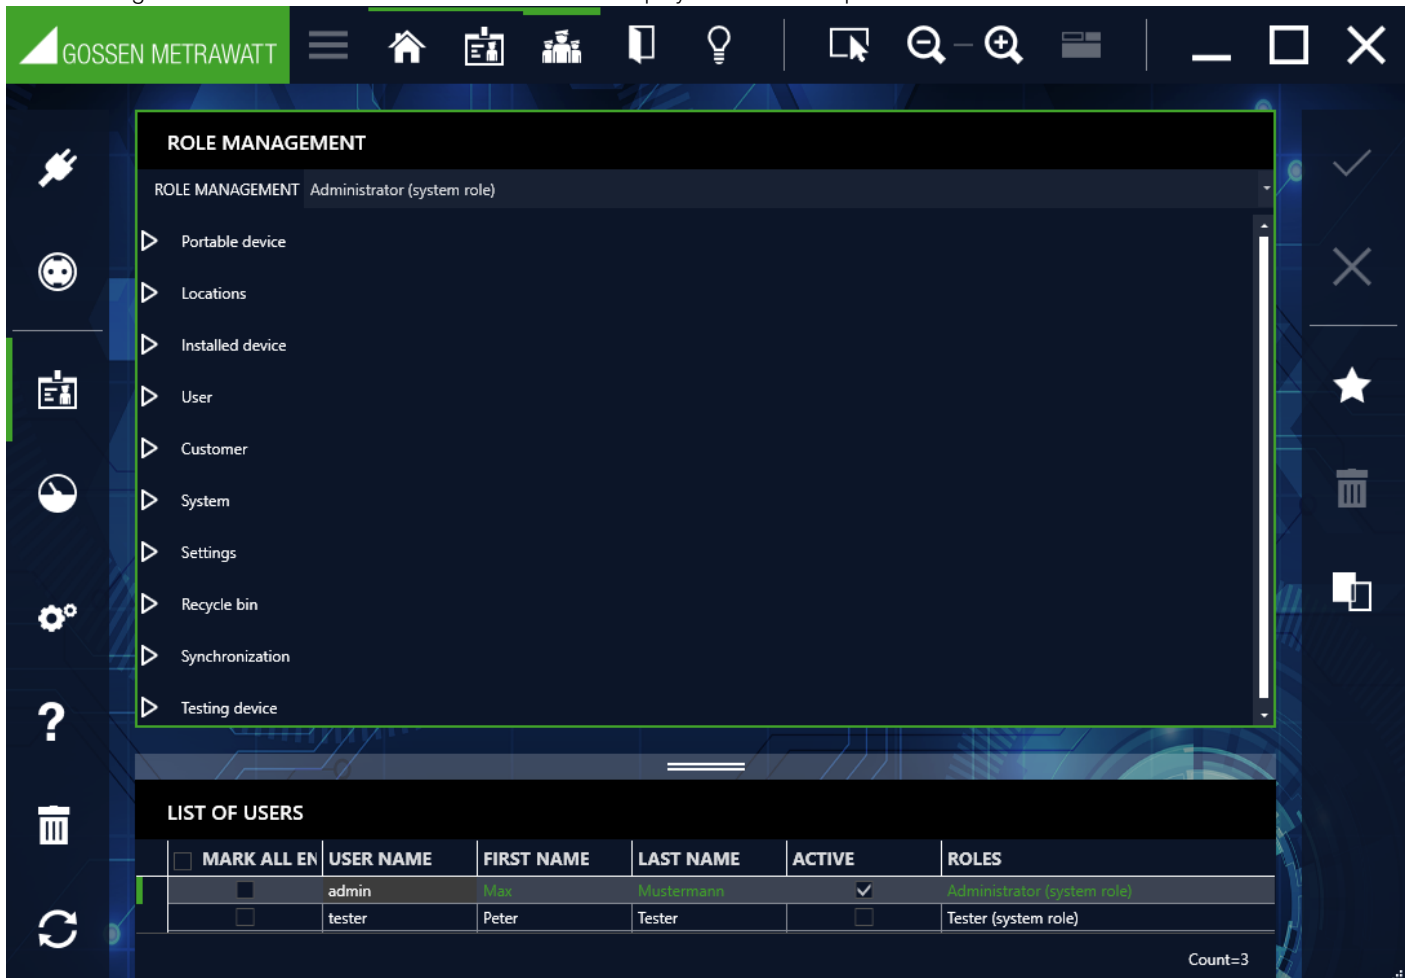 GOSSEN METRAWATT
ROLE MANAGEMENT
ROLE MANAGEMENT Administrator (system role)
Portable device
Locations
Installed device
User
Customer
System
Settings
Recycle bin
Synchronization
Testing device
?
LIST OF USERS
MARK ALL EN USER NAME FIRST NAME LAST NAME ACTIVE ROLES
admin Max Mustermann Administrator (system role)
tester Peter Tester Tester (system role)
Count=3